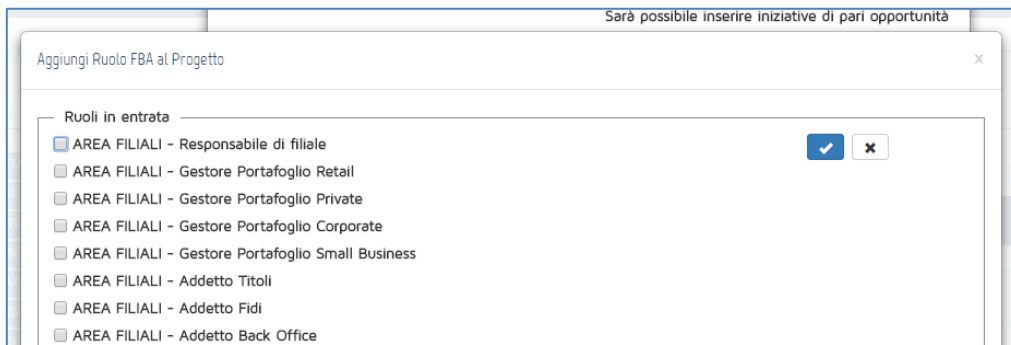 Sarà possibile inserire iniziative di pari opportunità
Aggiungi Ruolo FBA al Progetto
x
Ruoli in entrata
AREA FILIALI - Responsabile di filiale
AREA FILIALI - Gestore Portafoglio Retail
AREA FILIALI - Gestore Portafoglio Private
AREA FILIALI - Gestore Portafoglio Corporate
AREA FILIALI - Gestore Portafoglio Small Business
AREA FILIALI - Addetto Titoli
AREA FILIALI - Addetto Fidi
AREA FILIALI - Addetto Back Office